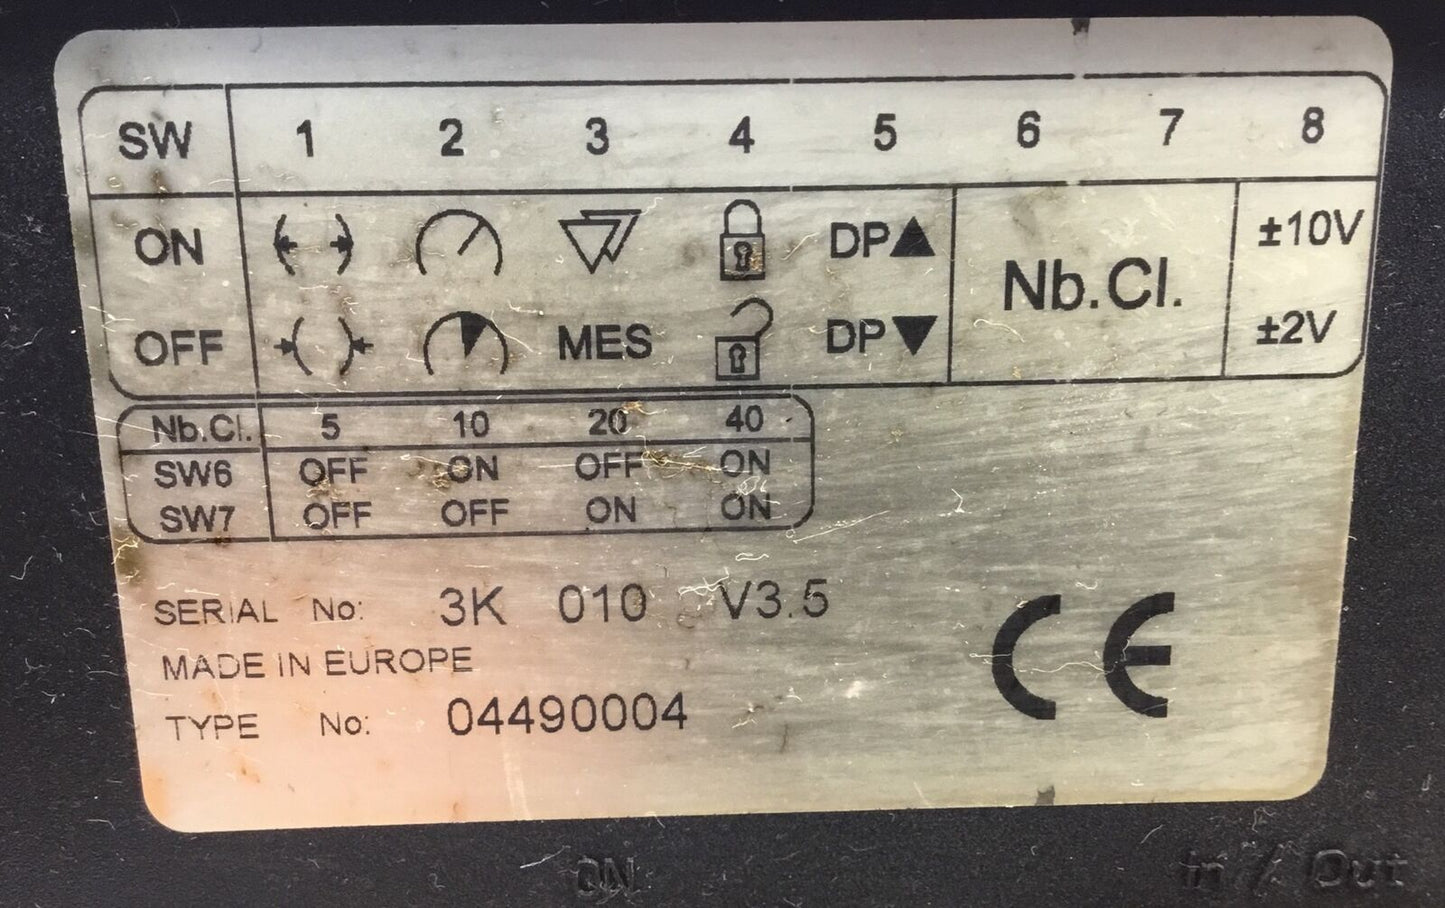 SW 1 2 3 4 5 6 7 8
ON DP▲ Nb.Cl. ±10V
OFF MES DP▼ ±2V
Nb.Cl. 5 10 20 40
SW6 OFF ON OFF ON
SW7 OFF OFF ON ON
SERIAL No: 3K 010 V3.5
MADE IN EUROPE
TYPE No: 04490004
CE
ON In / Out